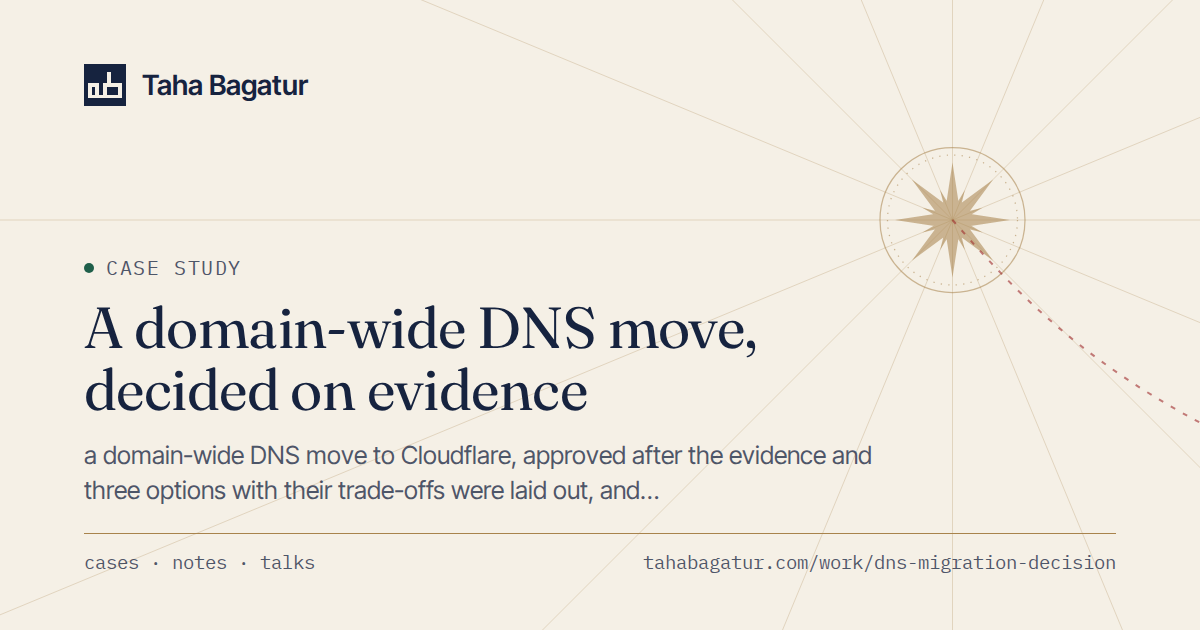 Taha Bagatur
CASE STUDY
A domain-wide DNS move,
decided on evidence
a domain-wide DNS move to Cloudflare, approved after the evidence and
three options with their trade-offs were laid out, and…
cases · notes · talks
tahabagatur.com/work/dns-migration-decision